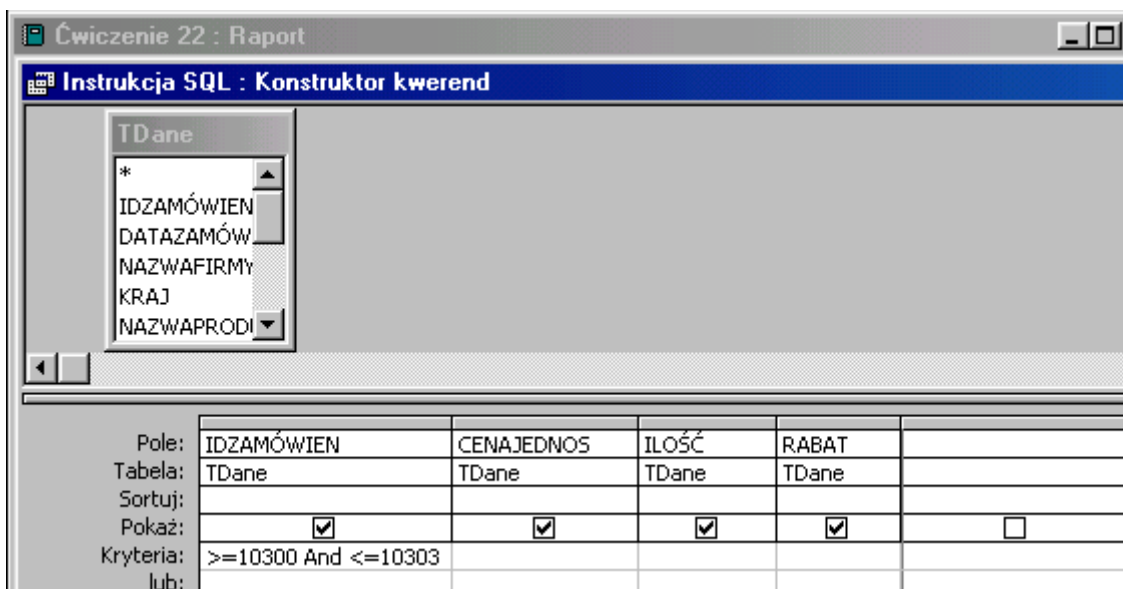 Ćwiczenie 22 : Raport
Instrukcja SQL : Konstruktor kwerend
TDane
*
IDZAMÓWIEN
DATAZAMÓW
NAZWAFIRMY
KRAJ
NAZWAPRODU
Pole: IDZAMÓWIEN CENAJEDNOS ILOŚĆ RABAT
Tabela: TDane TDane TDane TDane
Sortuj:
Pokaż:
Kryteria: >=10300 And <=10303
lub: